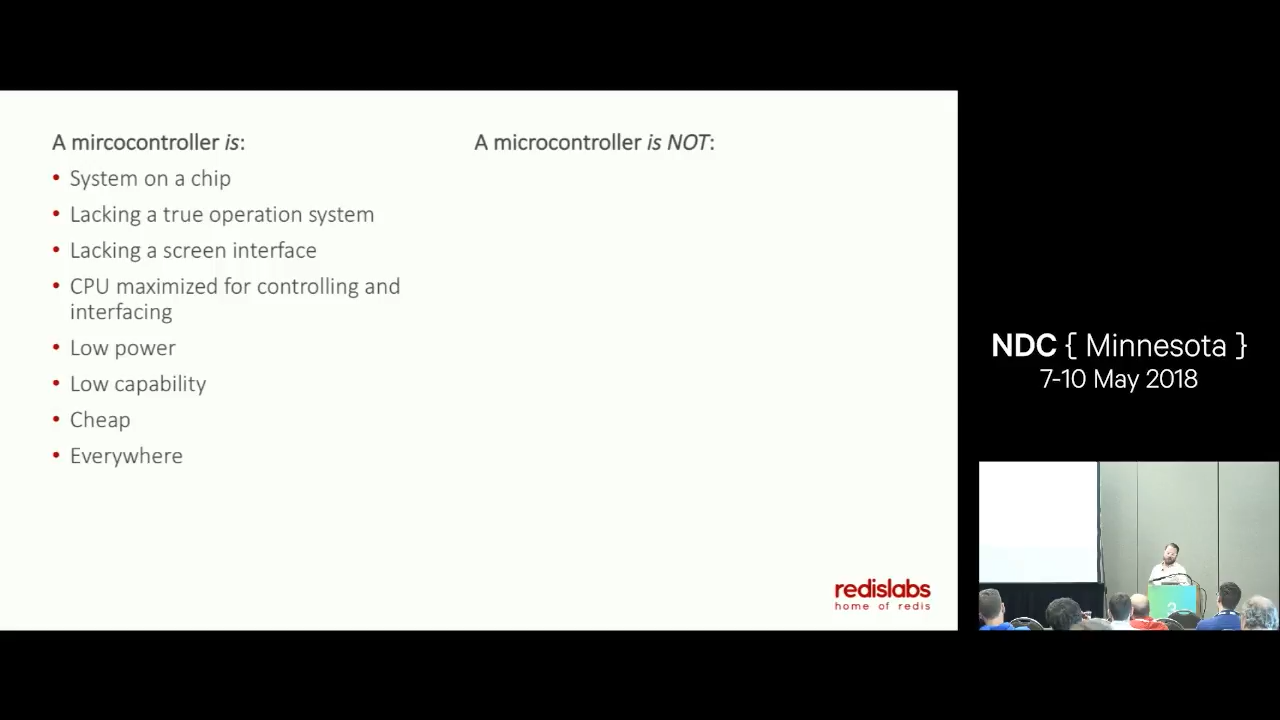 A mircocontroller is:
System on a chip
Lacking a true operation system
Lacking a screen interface
CPU maximized for controlling and
interfacing
Low power
Low capability
Cheap
Everywhere
A microcontroller is NOT:
redislabs
home of redis
NDC { Minnesota }
7-10 May 2018
3